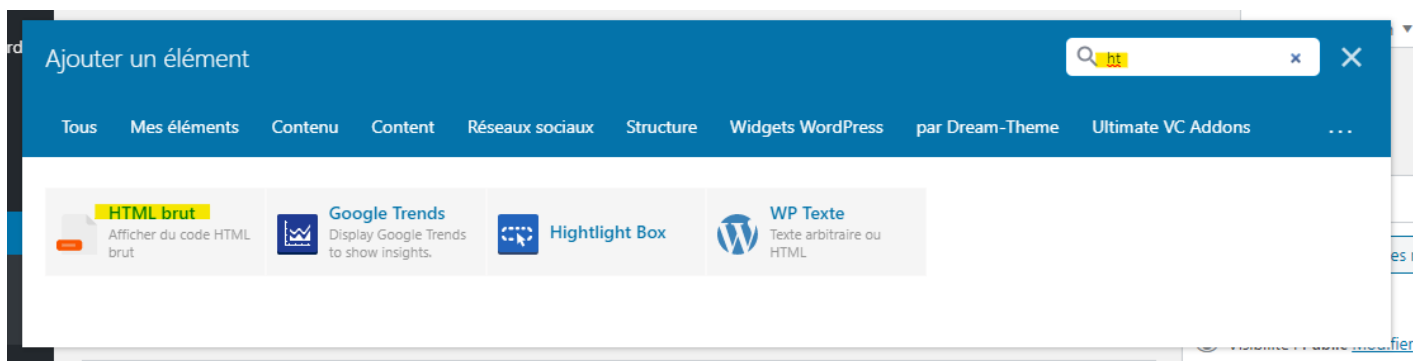 rd
Ajouter un élément
ht
Tous Mes éléments Contenu Content Réseaux sociaux Structure Widgets WordPress par Dream-Theme Ultimate VC Addons ...
HTML brut
Afficher du code HTML
brut
Google Trends
Display Google Trends
to show insights.
Hightlight Box
WP Texte
Texte arbitraire ou
HTML
es